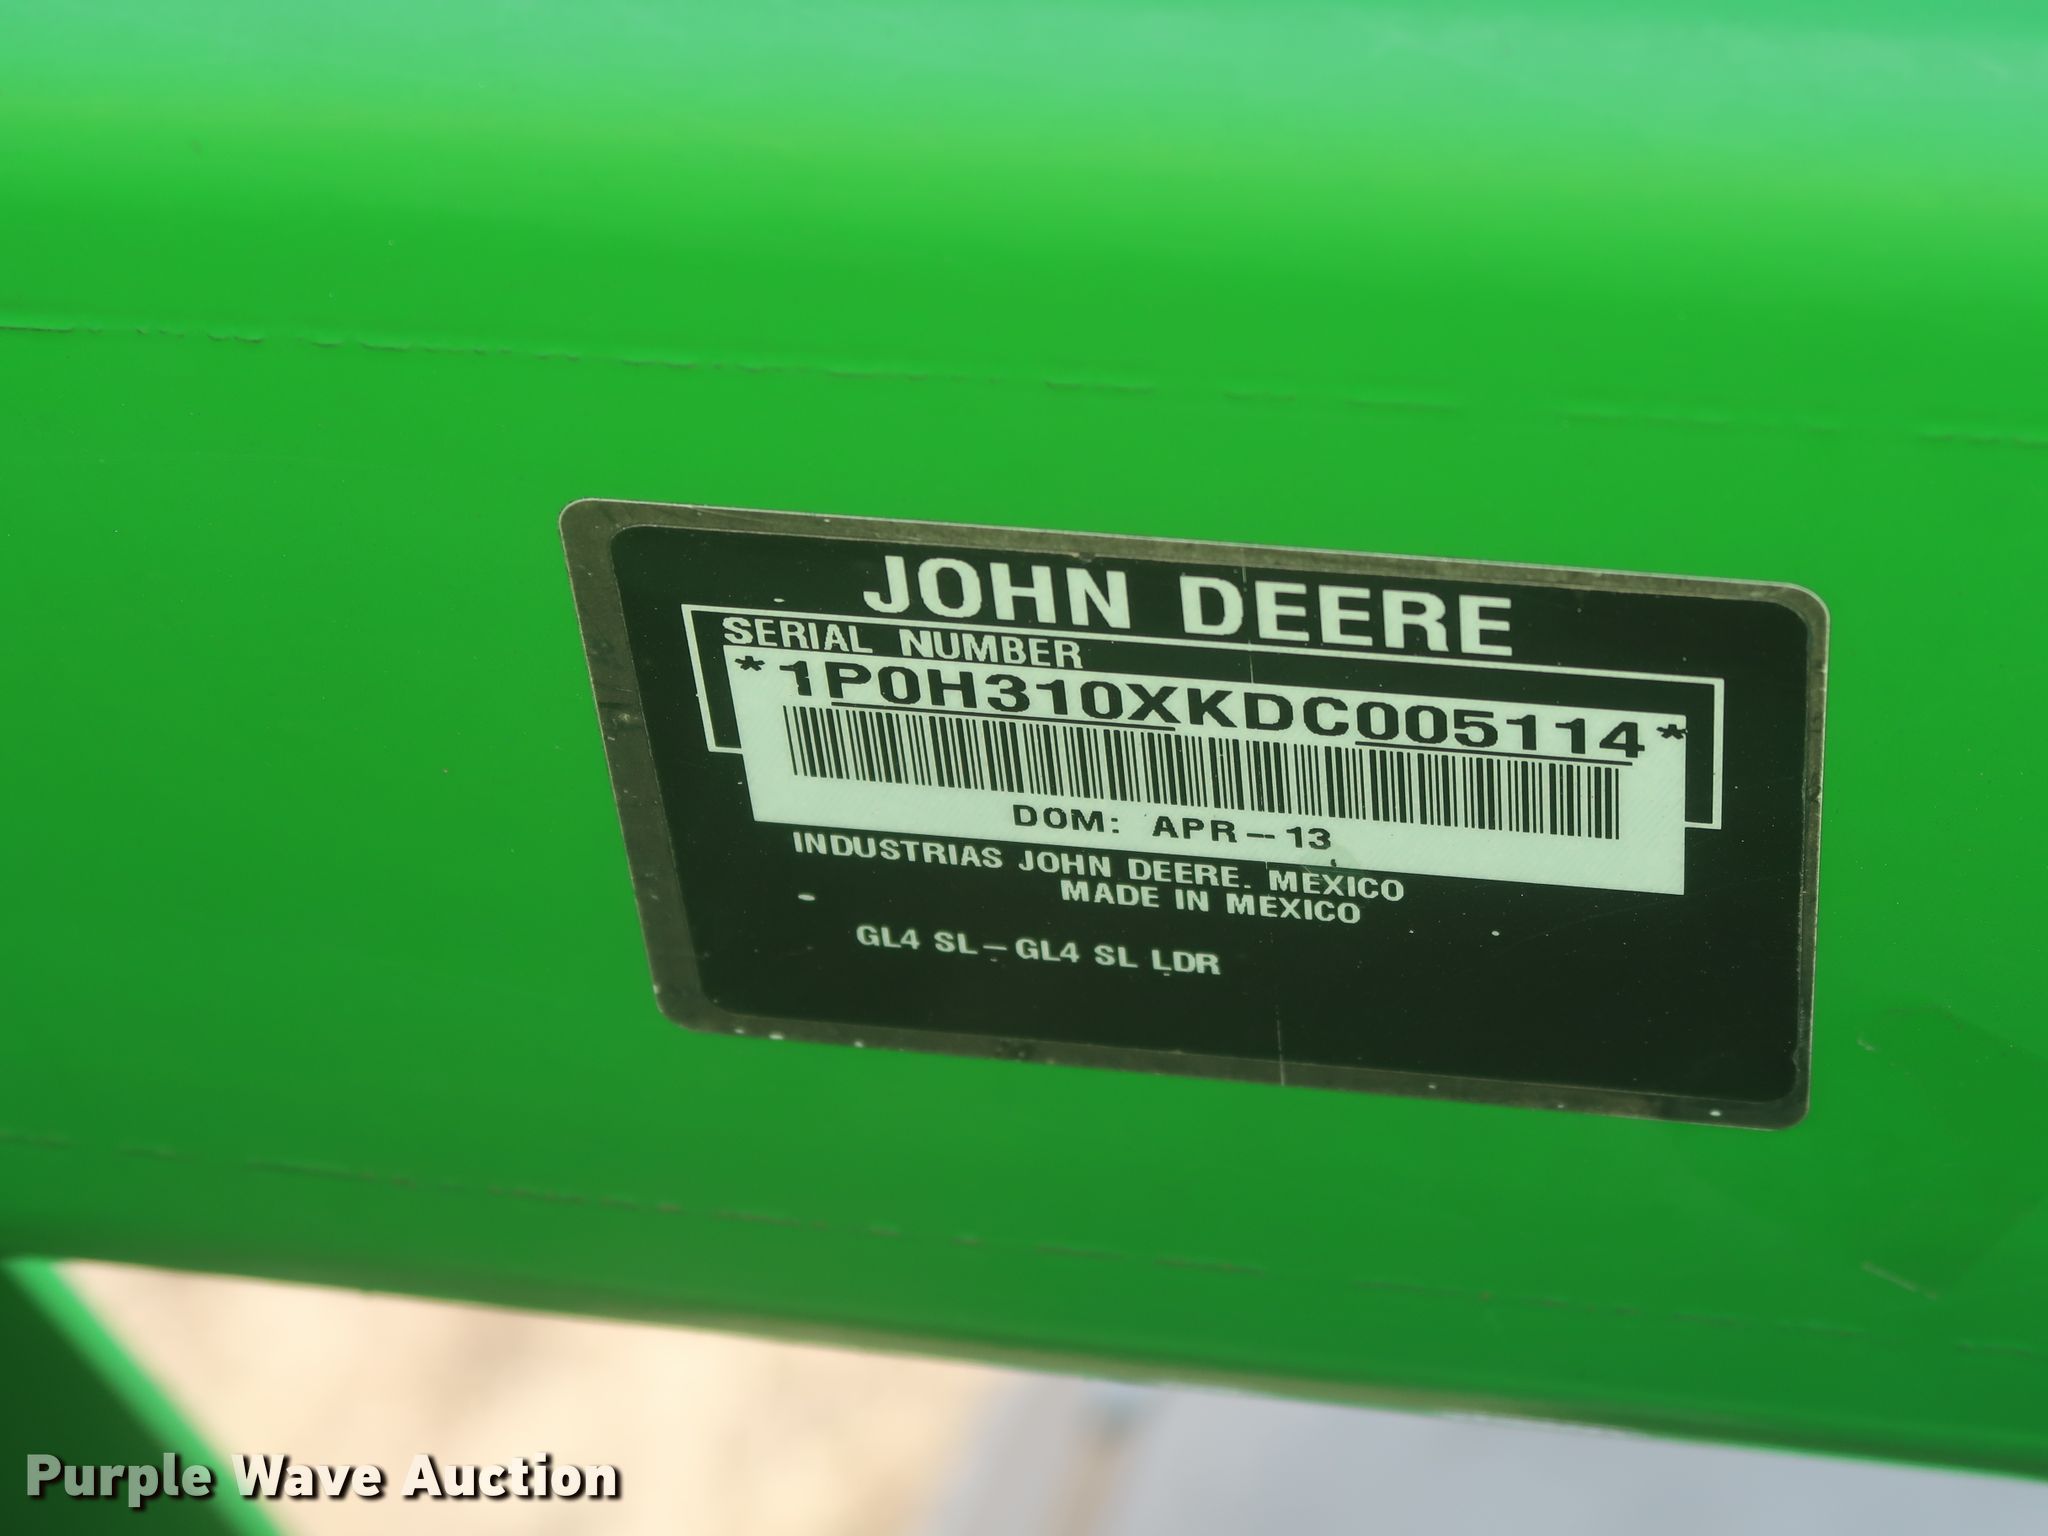 JOHN DEERE
SERIAL NUMBER
*1P0H310XKDC005114*
DOM: APR-13
INDUSTRIAS JOHN DEERE. MEXICO
MADE IN MEXICO
GL4 SL-GL4 SL LDR
Purple Wave Auction